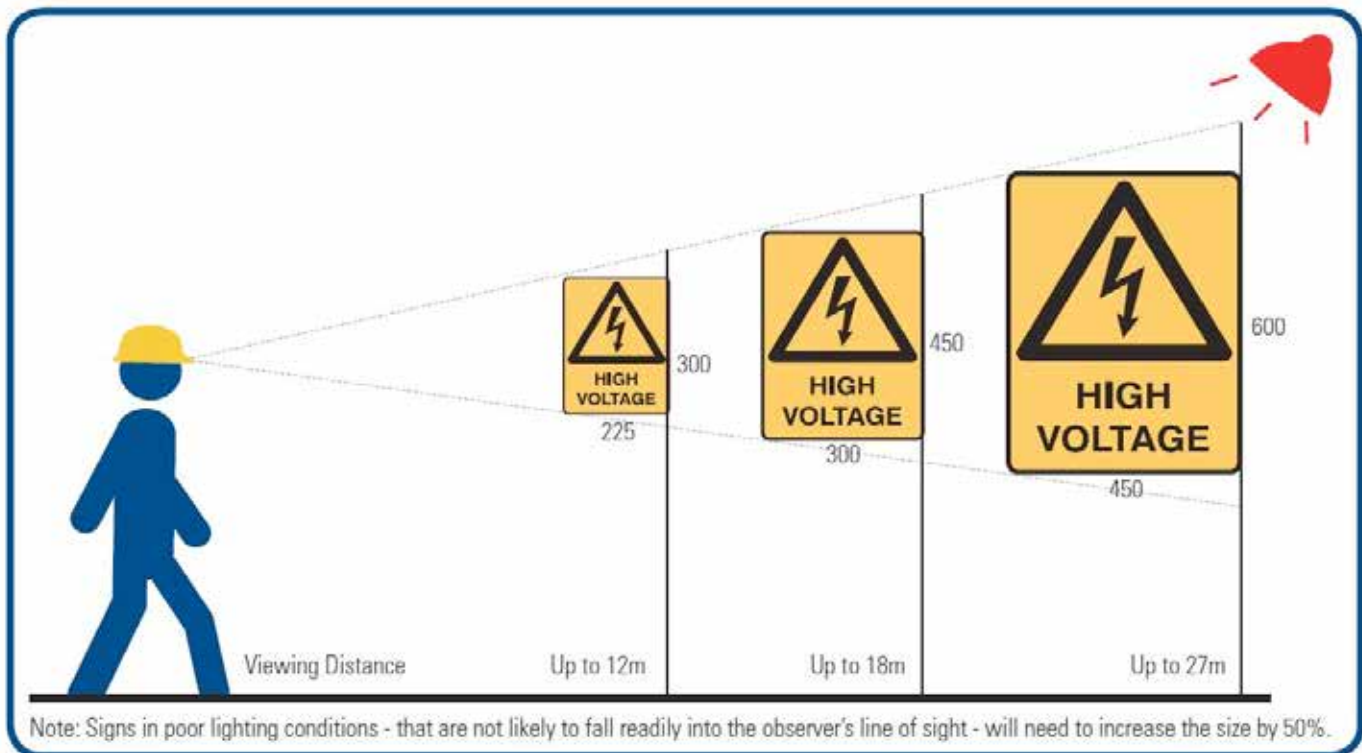 HIGH
VOLTAGE
300
225
HIGH
VOLTAGE
450
300
HIGH
VOLTAGE
600
450
Viewing Distance
Up to 12m
Up to 18m
Up to 27m
Note: Signs in poor lighting conditions - that are not likely to fall readily into the observer's line of sight - will need to increase the size by 50%.